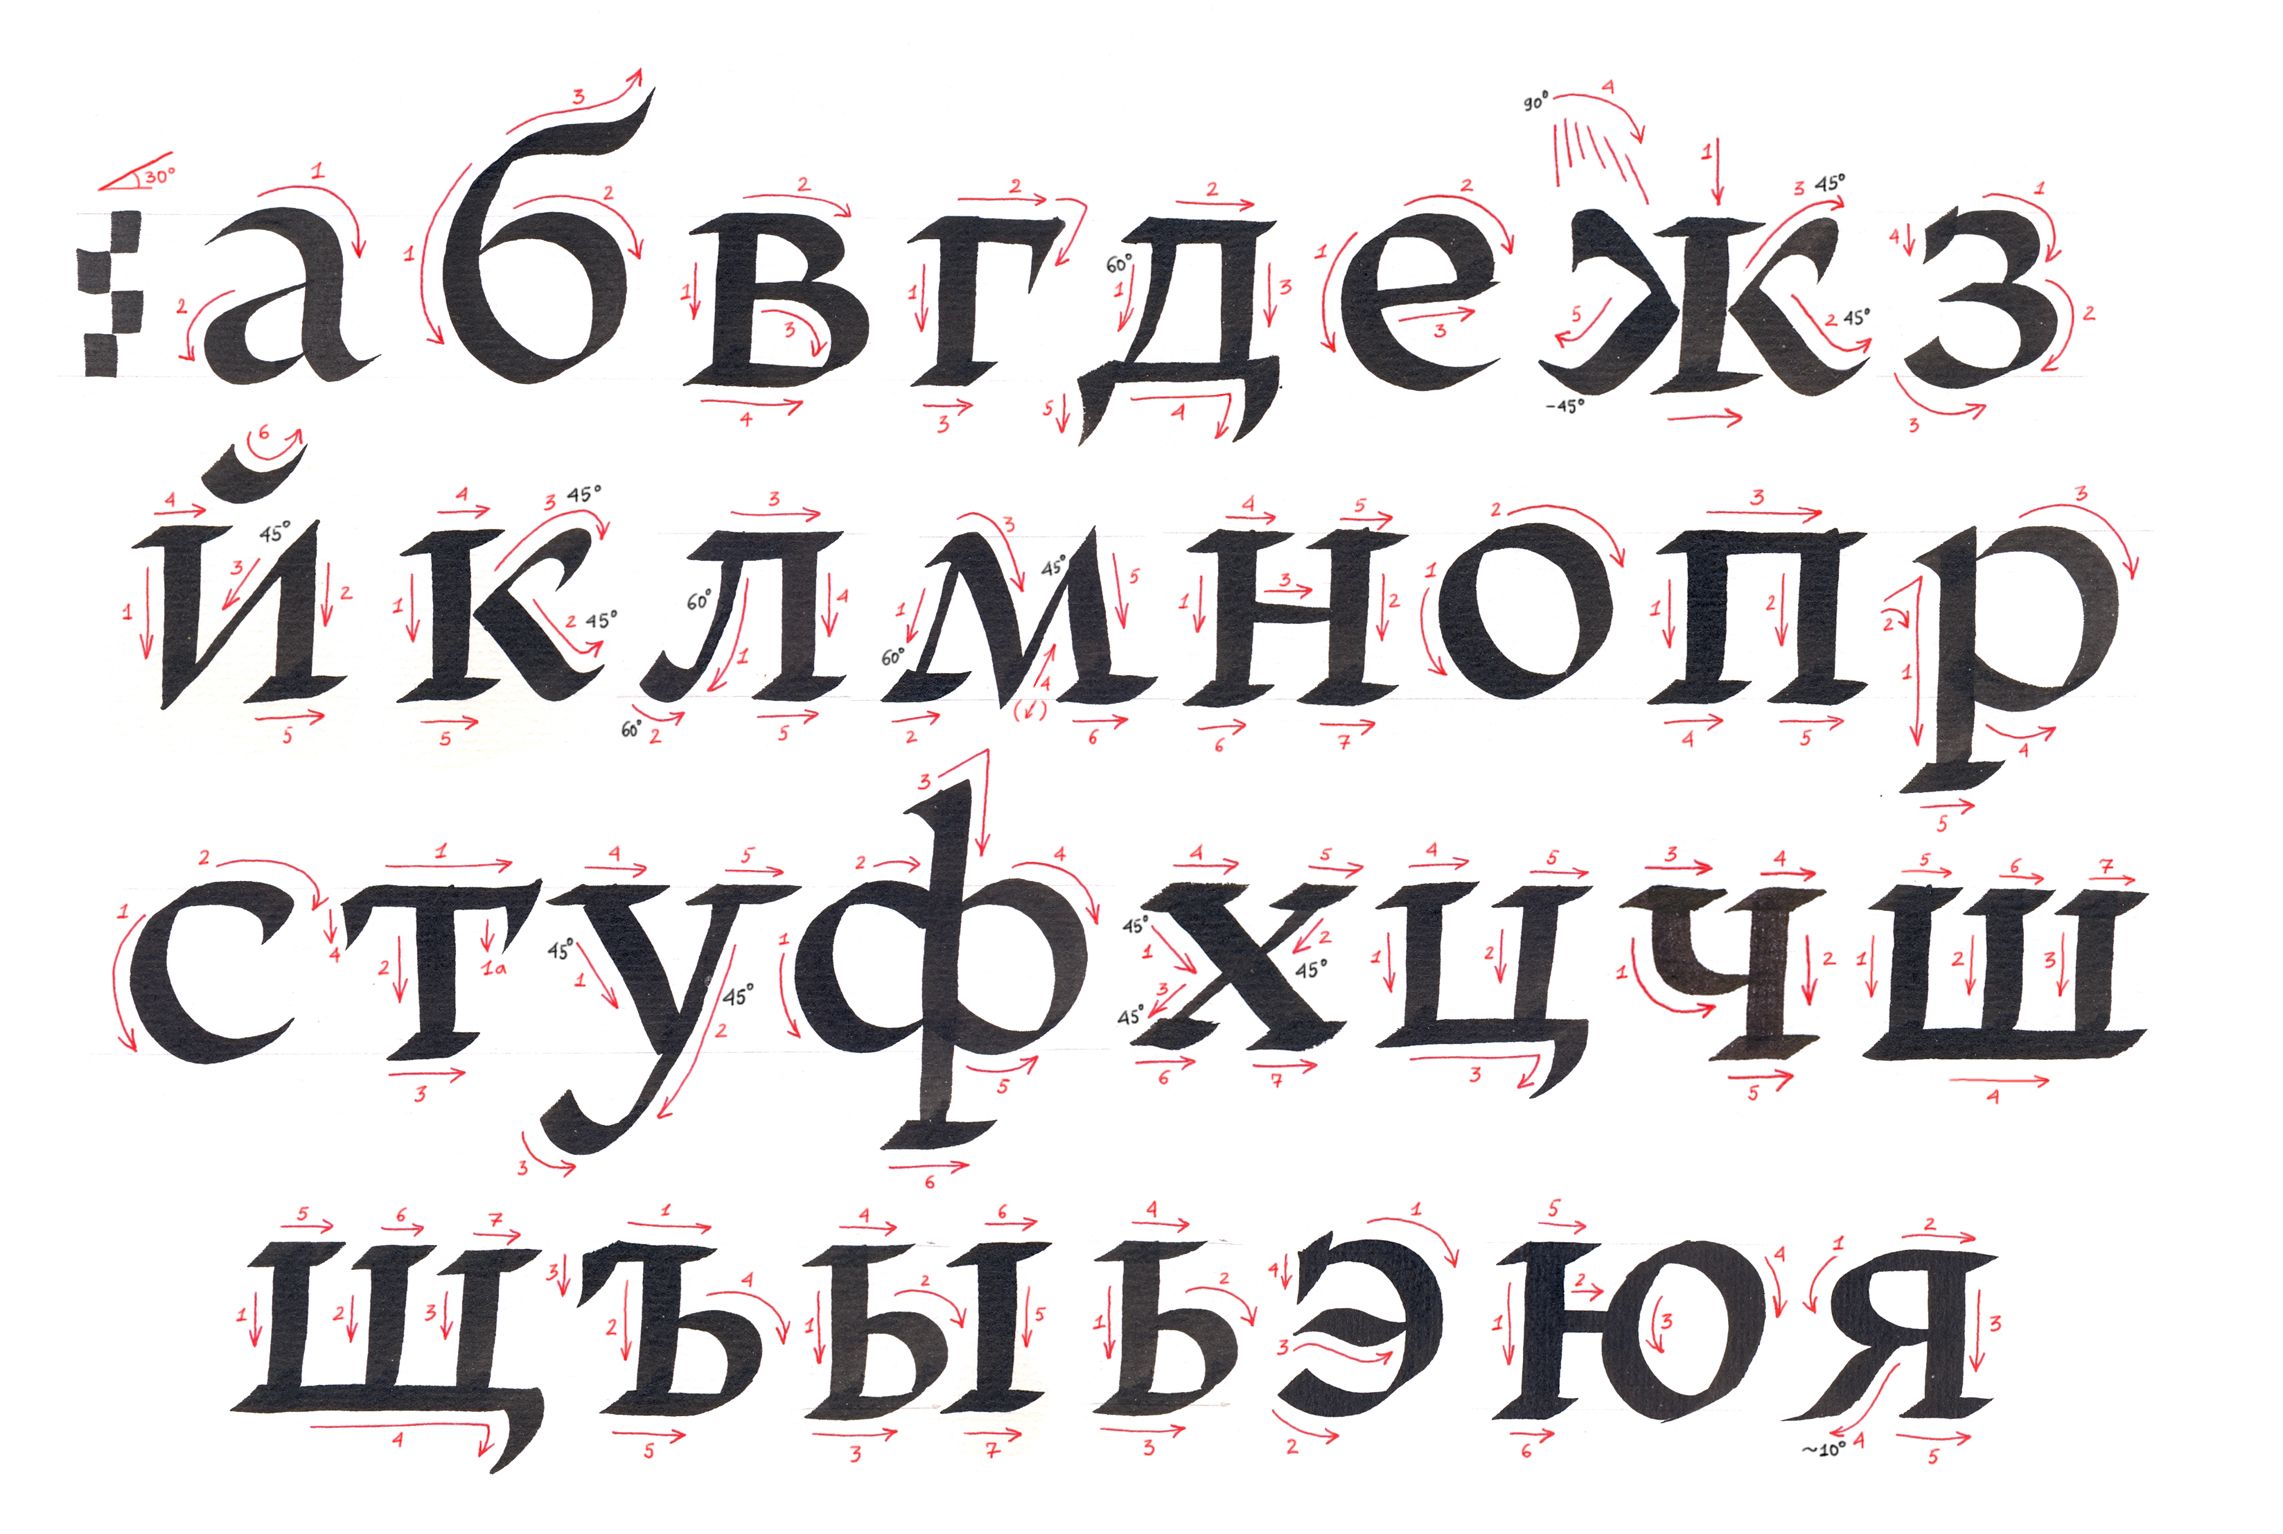 абвгдежз
йклмнопр
стуфхцчш
щъыьэюя